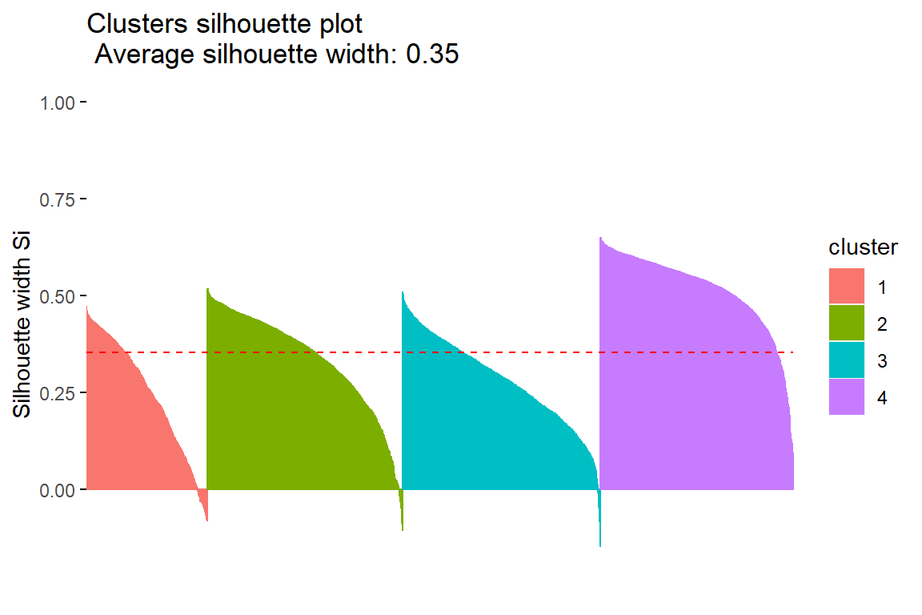 Clusters silhouette plot
Average silhouette width: 0.35
1.00
0.75
0.50
0.25
0.00
Silhouette width Si
cluster
1
2
3
4